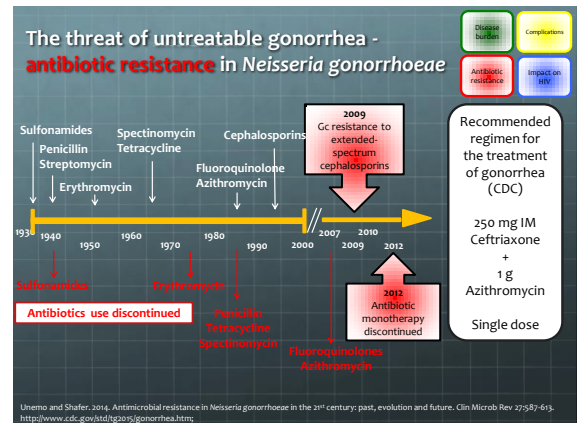 The threat of untreatable gonorrhea -
antibiotic resistance in Neisseria gonorrhoeae
Disease
burden
Complications
Antibiotic
resistance
Impact on
HIV
Sulfonamides
Penicillin
Streptomycin
Erythromycin
Spectinomycin
Tetracycline
Cephalosporins
Fluoroquinolone
Azithromycin
2009
Gc resistance to
extended-
spectrum
cephalosporins
1940
1950
1960
1970
1980
1990
2000
2007
2009
2010
2012
Sulfonamides
Erythromycin
Antibiotics use discontinued
Penicillin
Tetracycline
Spectinomycin
Fluoroquinolones
Azithromycin
2012
Antibiotic
monotherapy
discontinued
Recommended
regimen for
the treatment
of gonorrhea
(CDC)
250 mg IM
Ceftriaxone
+
1 g
Azithromycin
Single dose
Unemo and Shafer. 2014. Antimicrobial resistance in Neisseria gonorrhoeae in the 21st century: past, evolution and future. Clin Microb Rev 27:587-613.
http://www.cdc.gov/std/tg2015/gonorrhea.htm;